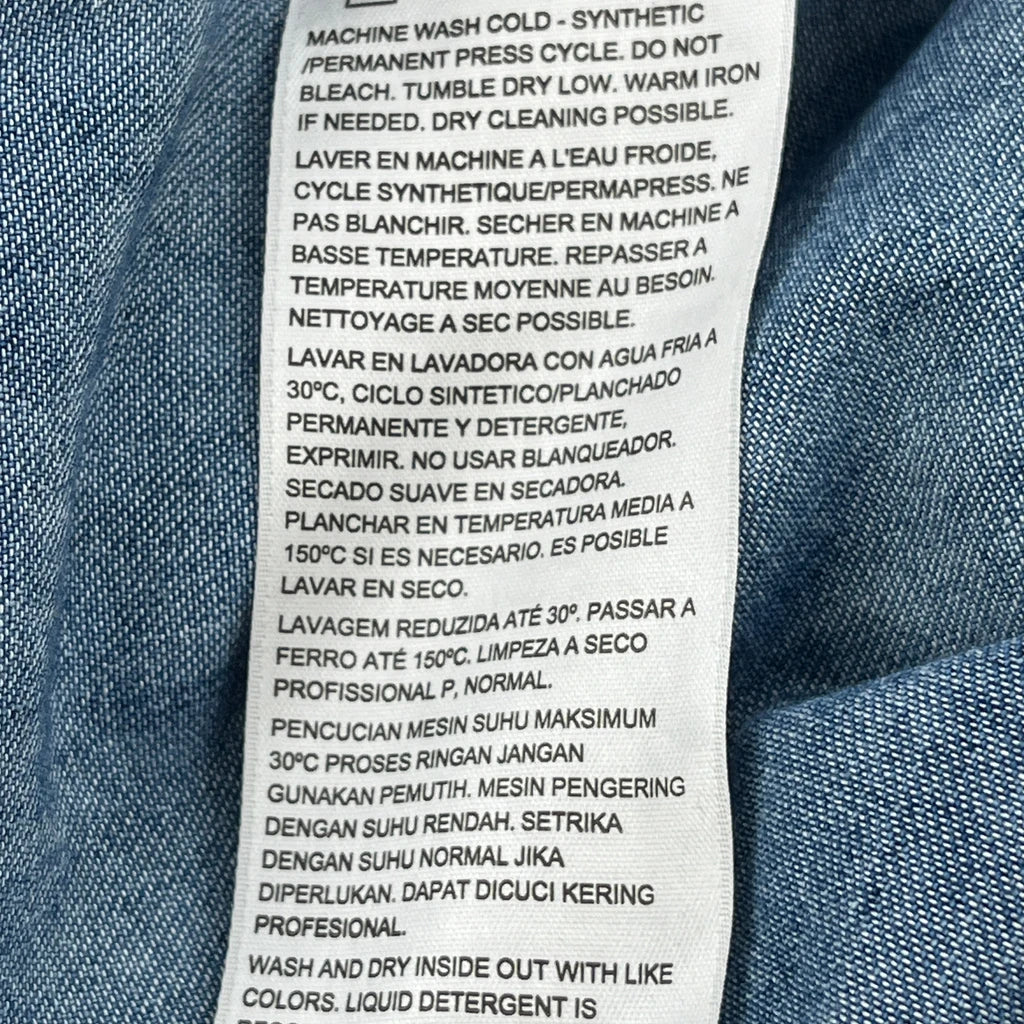 MACHINE WASH COLD - SYNTHETIC
/PERMANENT PRESS CYCLE. DO NOT
BLEACH. TUMBLE DRY LOW. WARM IRON
IF NEEDED. DRY CLEANING POSSIBLE.
LAVER EN MACHINE A L'EAU FROIDE,
CYCLE SYNTHETIQUE/PERMAPRESS. NE
PAS BLANCHIR. SECHER EN MACHINE A
BASSE TEMPERATURE. REPASSER A
TEMPERATURE MOYENNE AU BESOIN.
NETTOYAGE A SEC POSSIBLE.
LAVAR EN LAVADORA CON AGUA FRIA A
30ºC, CICLO SINTETICO/PLANCHADO
PERMANENTE Y DETERGENTE,
EXPRIMIR. NO USAR BLANQUEADOR.
SECADO SUAVE EN SECADORA.
PLANCHAR EN TEMPERATURA MEDIA A
150ºC SI ES NECESARIO. ES POSIBLE
LAVAR EN SECO.
LAVAGEM REDUZIDA ATÉ 30º. PASSAR A
FERRO ATÉ 150ºC. LIMPEZA A SECO
PROFISSIONAL P, NORMAL.
PENCUCIAN MESIN SUHU MAKSIMUM
30ºC PROSES RINGAN JANGAN
GUNAKAN PEMUTIH. MESIN PENGERING
DENGAN SUHU RENDAH. SETRIKA
DENGAN SUHU NORMAL JIKA
DIPERLUKAN. DAPAT DICUCI KERING
PROFESIONAL.
WASH AND DRY INSIDE OUT WITH LIKE
COLORS. LIQUID DETERGENT IS